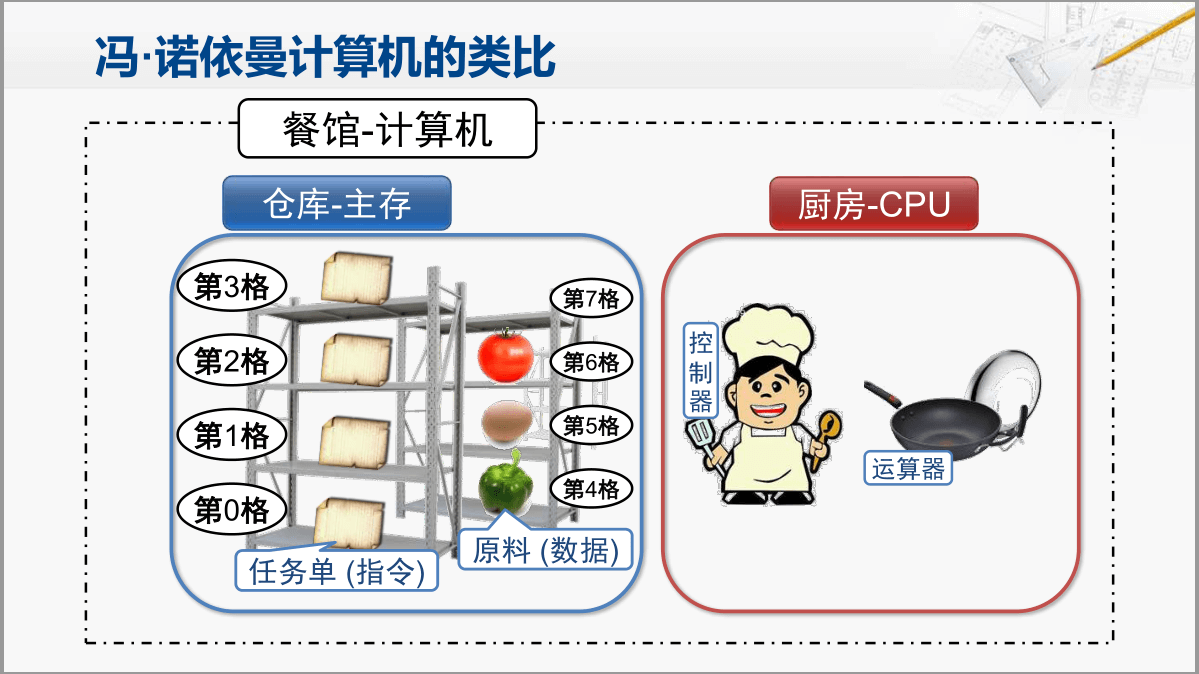 冯·诺依曼计算机的类比
餐馆-计算机
仓库-主存
厨房-CPU
第3格
第2格
第1格
第0格
第7格
第6格
第5格
第4格
任务单 (指令)
原料 (数据)
控
制
器
运算器